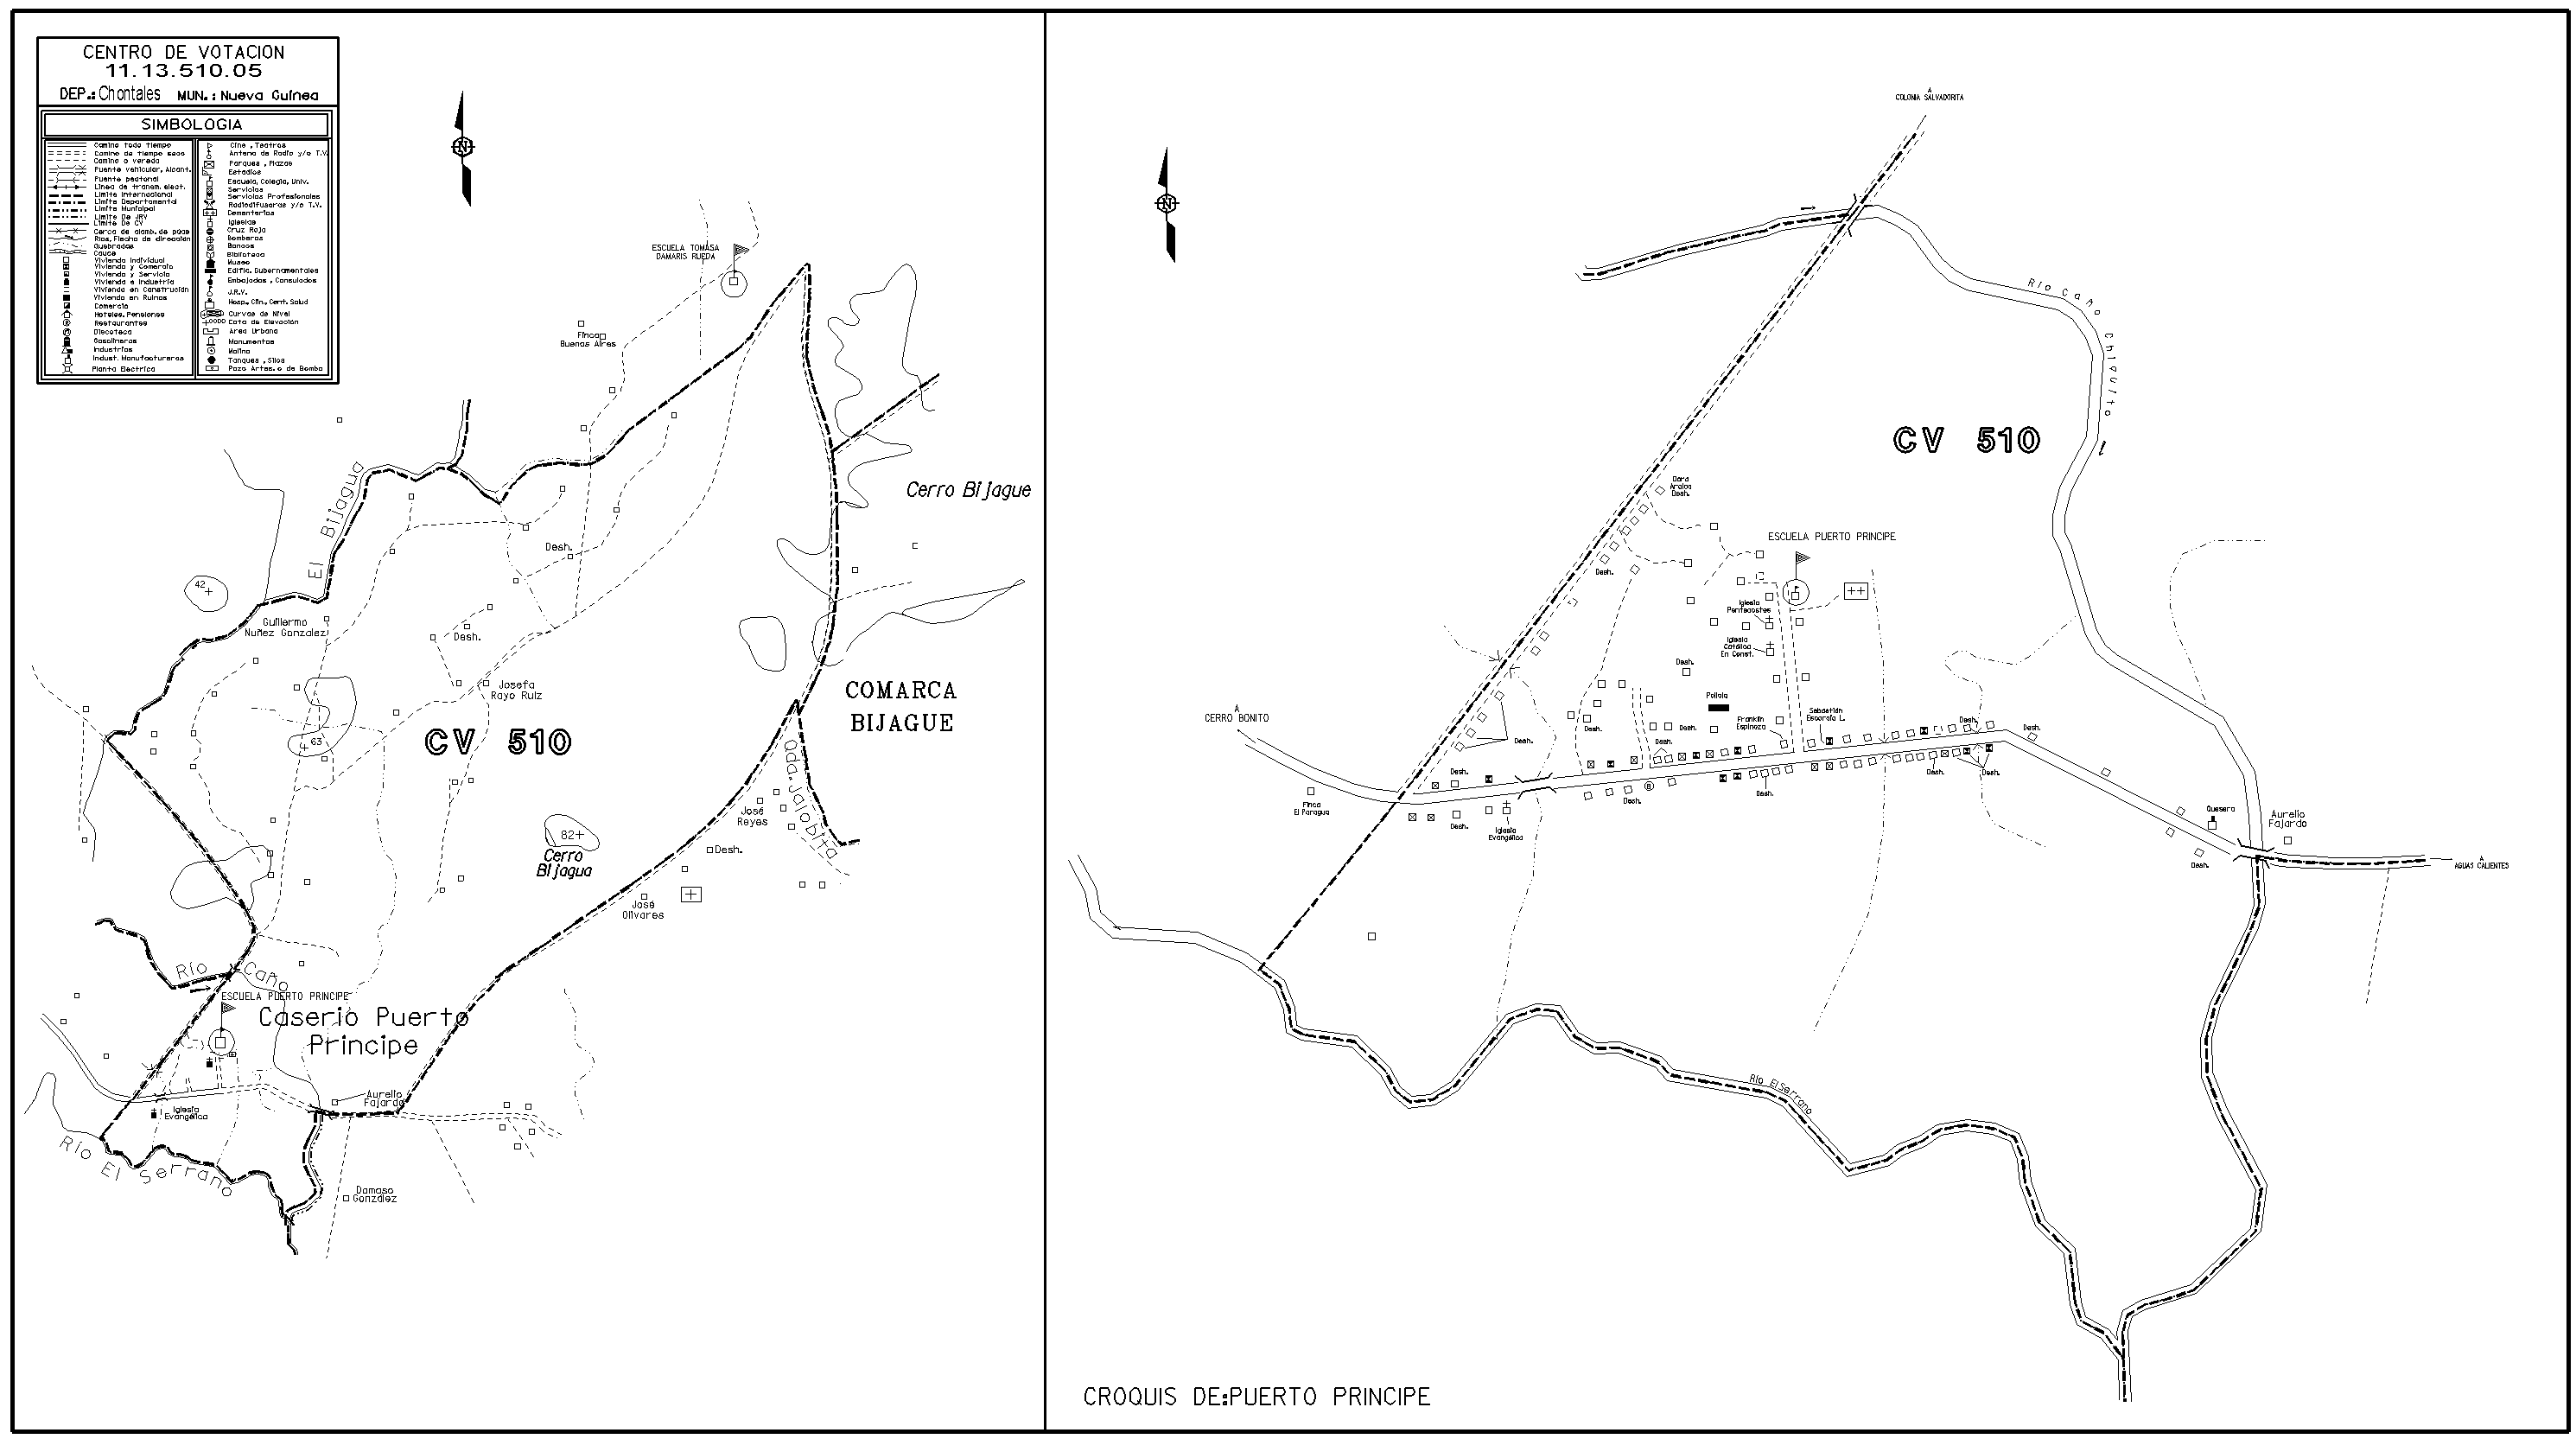 CENTRO DE VOTACION
11.13.510.05
DEP.: Chontales MUN.: Nueva Guinea
SIMBOLOGIA
Camino todo tiempo
Camino de tiempo seco
Camino o vereda
Puente vehicular, Alcant.
Puente peatonal
Linea de transm. elect.
Limite Internacional
Limite Departamental
Limite Municipal
Limite De JRV
Limite De CV
Cerca de alamb. de púas
Rios, Flecha de dirección
Quebradas
Cauce
Vivienda Individual
Vivienda y Comercio
Vivienda y Servicio
Vivienda e Industria
Vivienda en Construcción
Vivienda en Ruinas
Comercio
Hoteles, Pensiones
Restaurantes
Discoteca
Gasolineras
Industrias
Indust. Manufactureras
Planta Electrica
Cine , Teatros
Antena de Radio y/o T.V.
Parques , Plazas
Estadios
Escuela, Colegio, Univ.
Servicios
Servicios Profesionales
Radiodifusoras y/o T.V.
Cementerios
Iglesias
Cruz Roja
Bomberos
Bancos
Biblioteca
Museo
Edific. Gubernamentales
Embajadas , Consulados
J.R.V.
Hosp., Clin., Cent. Salud
Curvas de Nivel
Cota de Elevación
Area Urbana
Monumentos
Molino
Tanques , Silos
Pozo Artes. o de Bomba
N
ESCUELA TOMASA
DAMARIS RUEDA
Finca
Buenos Aires
El Bijagua
Cerro Bijague
Desh.
42
Guillermo
Nuñez Gonzalez
Desh.
Josefa
Rayo Ruiz
COMARCA
BIJAGUE
63
CV 510
82
Cerro
Bijagua
José
Reyes
Desh.
José
Olivares
Río Caño
ESCUELA PUERTO PRINCIPE
Caserio Puerto
Principe
Aurelio
Fajardo
Iglesia
Evangélica
Río El Serrano
Damaso
González
N
A
COLONIA SALVADORITA
Río Caño Chiquito
CV 510
Desh.
ESCUELA PUERTO PRINCIPE
Desh.
Iglesia
Pentecostes
Iglesia
Católica
En Const.
Desh.
Policía
Franklin
Espinoza
Sebastián
Escorcia L.
A
CERRO BONITO
Desh.
Desh.
Desh.
Desh.
Desh.
Desh.
Desh.
Finca
El Paragua
Desh.
Iglesia
Evangélica
Desh.
Desh.
Desh.
Desh.
Quesera
Desh.
Aurelio
Fajardo
A
AGUAS CALIENTES
Río El Serrano
CROQUIS DE:PUERTO PRINCIPE